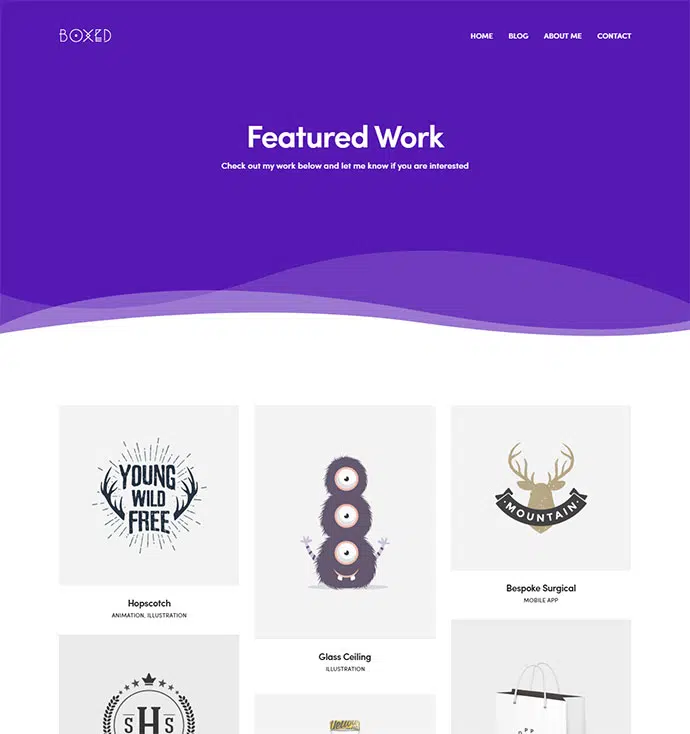 BOXED
HOME BLOG ABOUT ME CONTACT
Featured Work
Check out my work below and let me know if you are interested
YOUNG
WILD
FREE
Hopscotch
ANIMATION, ILLUSTRATION
Glass Ceiling
ILLUSTRATION
MOUNTAIN
Bespoke Surgical
MOBILE APP
S H S